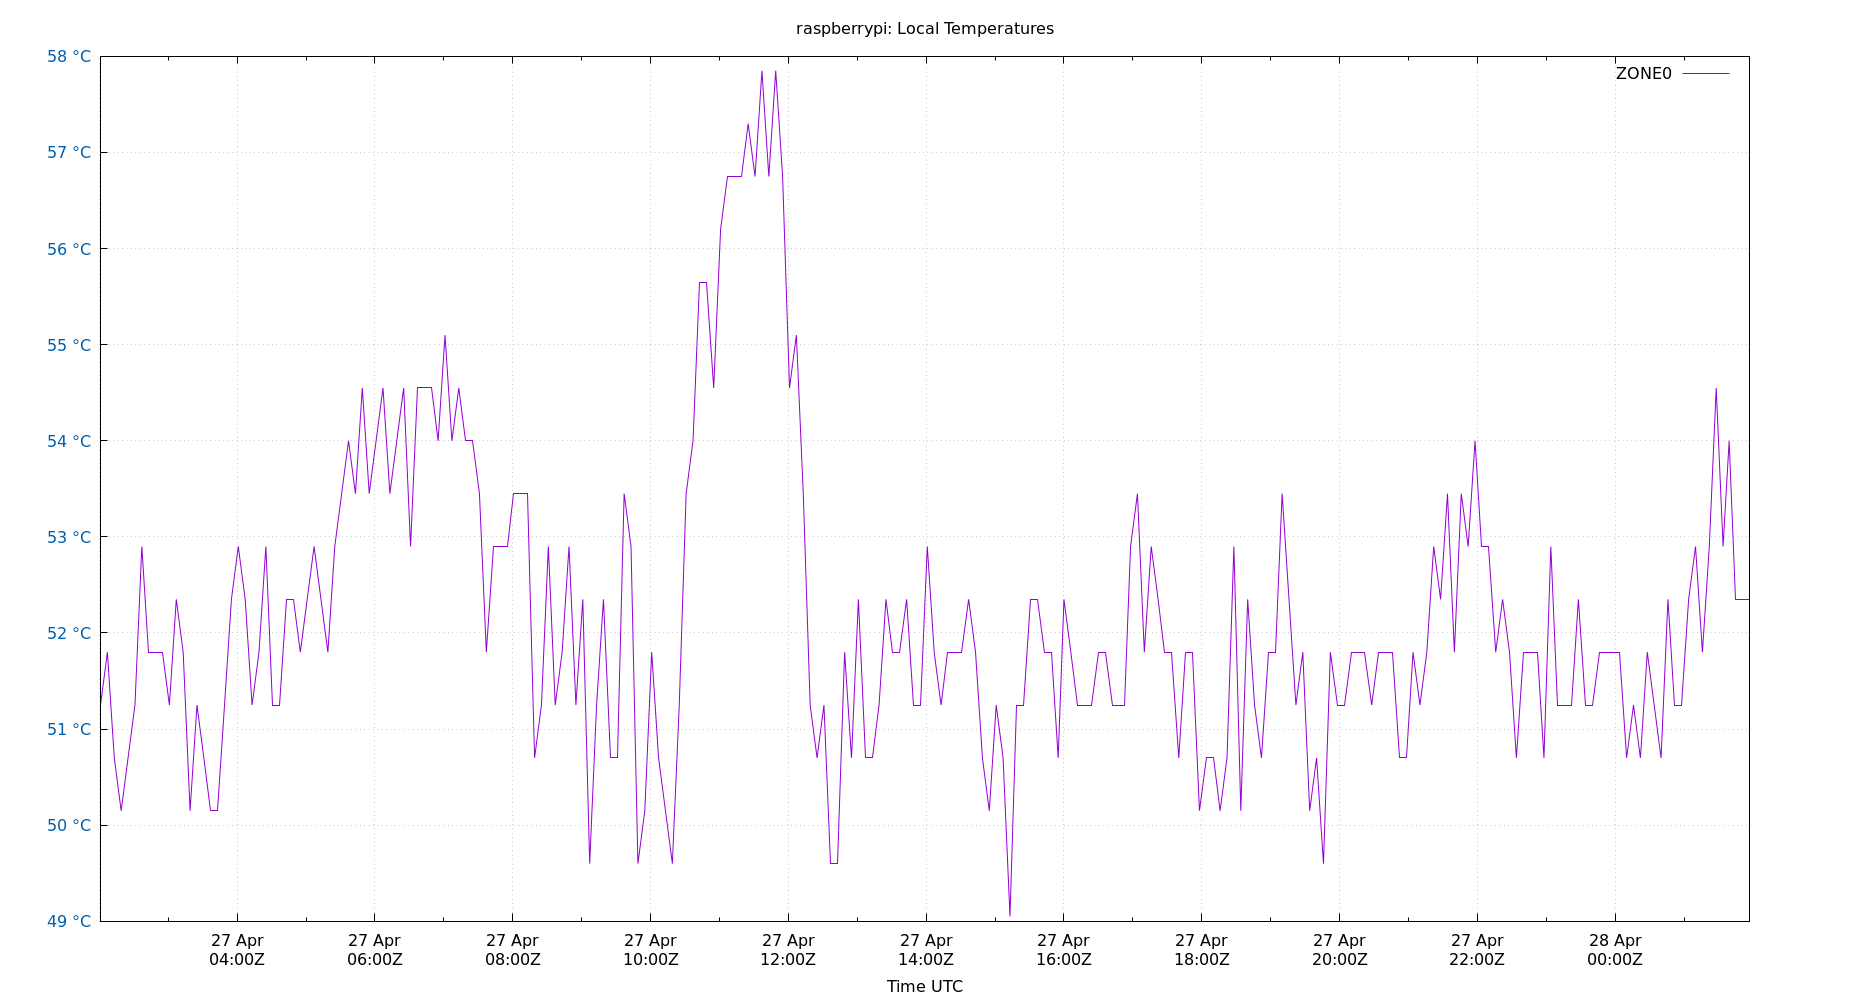 raspberrypi: Local Temperatures
58 °C
ZONE0
57 °C
56 °C
55 °C
54 °C
53 °C
52 °C
51 °C
50 °C
49 °C
27 Apr 27 Apr 27 Apr 27 Apr 27 Apr 27 Apr 27 Apr 27 Apr 27 Apr 27 Apr 28 Apr
04:00Z 06:00Z 08:00Z 10:00Z 12:00Z 14:00Z 16:00Z 18:00Z 20:00Z 22:00Z 00:00Z
Time UTC